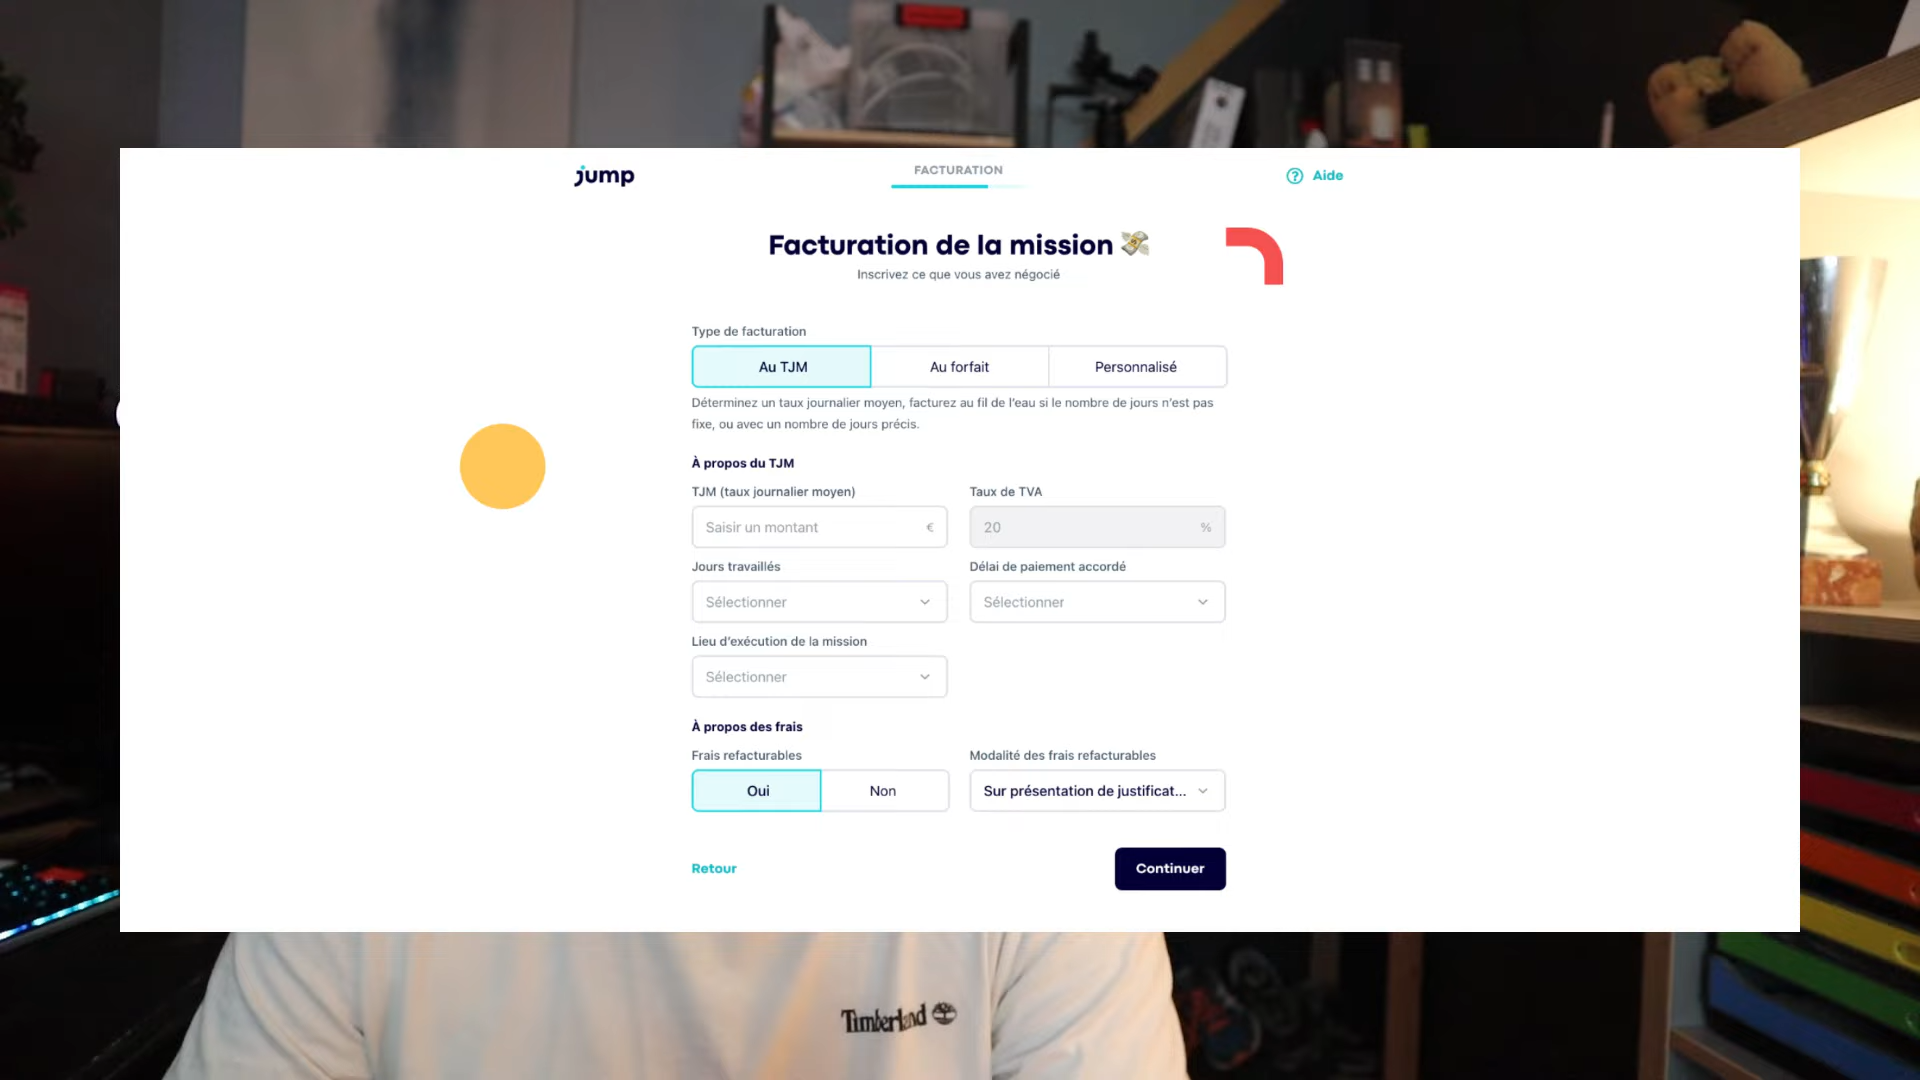 jump
FACTURATION
Aide
Facturation de la mission
Inscrivez ce que vous avez négocié
Type de facturation
Au TJM
Au forfait
Personnalisé
Déterminez un taux journalier moyen, facturez au fil de l'eau si le nombre de jours n'est pas
fixe, ou avec un nombre de jours précis.
À propos du TJM
TJM (taux journalier moyen)
Taux de TVA
Saisir un montant €
20 %
Jours travaillés
Délai de paiement accordé
Sélectionner
Sélectionner
Lieu d'exécution de la mission
Sélectionner
À propos des frais
Frais refacturables
Modalité des frais refacturables
Oui
Non
Sur présentation de justificat...
Retour
Continuer
Timberland